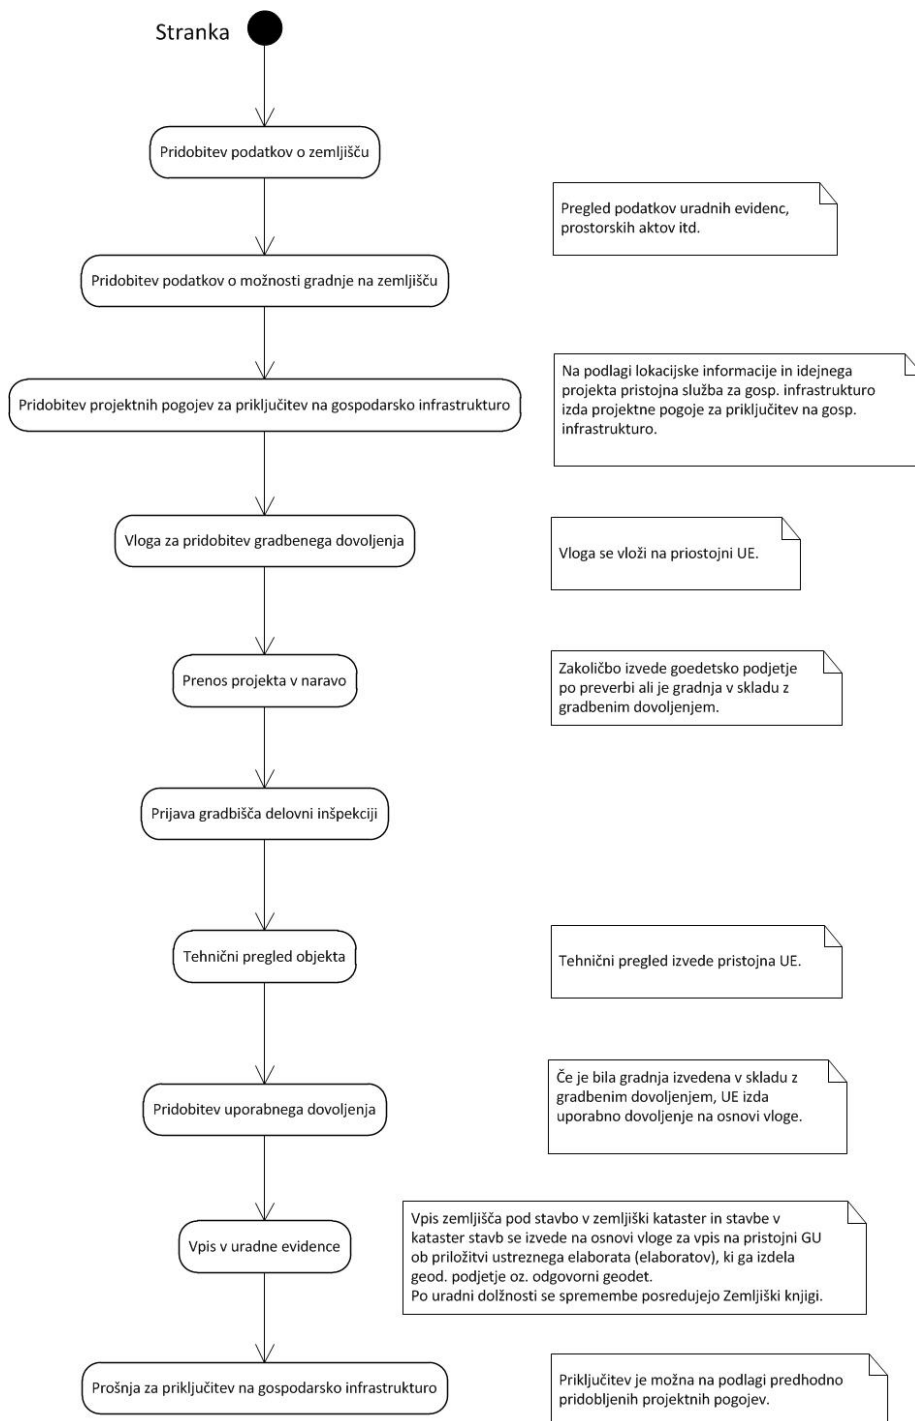 Stranka
Pridobitev podatkov o zemljišču
Pregled podatkov uradnih evidenc,
prostorskih aktov itd.
Pridobitev podatkov o možnosti gradnje na zemljišču
Na podlagi lokacijske informacije in idejnega
projekta pristojna služba za gosp. infrastrukturo
izda projektne pogoje za priključitev na gosp.
infrastrukturo.
Pridobitev projektnih pogojev za priključitev na gospodarsko infrastrukturo
Vloga za pridobitev gradbenega dovoljenja
Vloga se vloži na priostojni UE.
Prenos projekta v naravo
Zakoličbo izvede goedetsko podjetje
po preverbi ali je gradnja v skladu z
gradbenim dovoljenjem.
Prijava gradbišča delovni inšpekciji
Tehnični pregled objekta
Tehnični pregled izvede pristojna UE.
Pridobitev uporabnega dovoljenja
Če je bila gradnja izvedena v skladu z
gradbenim dovoljenjem, UE izda
uporabno dovoljenje na osnovi vloge.
Vpis v uradne evidence
Vpis zemljišča pod stavbo v zemljiški kataster in stavbe v
kataster stavb se izvede na osnovi vloge za vpis na pristojni GU
ob priložitvi ustreznega elaborata (elaboratov), ki ga izdela
geod. podjetje oz. odgovorni geodet.
Po uradni dolžnosti se spremembe posredujejo Zemljiški knjigi.
Prošnja za priključitev na gospodarsko infrastrukturo
Priključitev je možna na podlagi predhodno
pridobljenih projektnih pogojev.